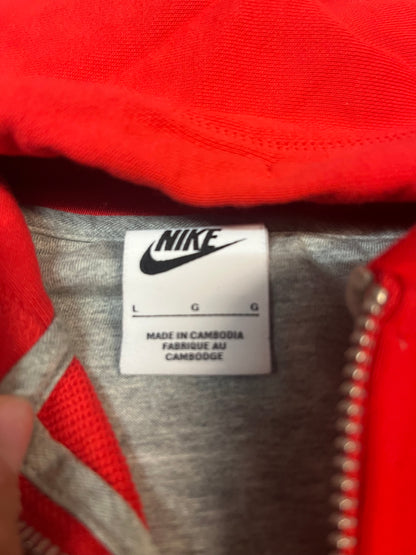 NIKE
L G G
MADE IN CAMBODIA
FABRIQUE AU
CAMBODGE